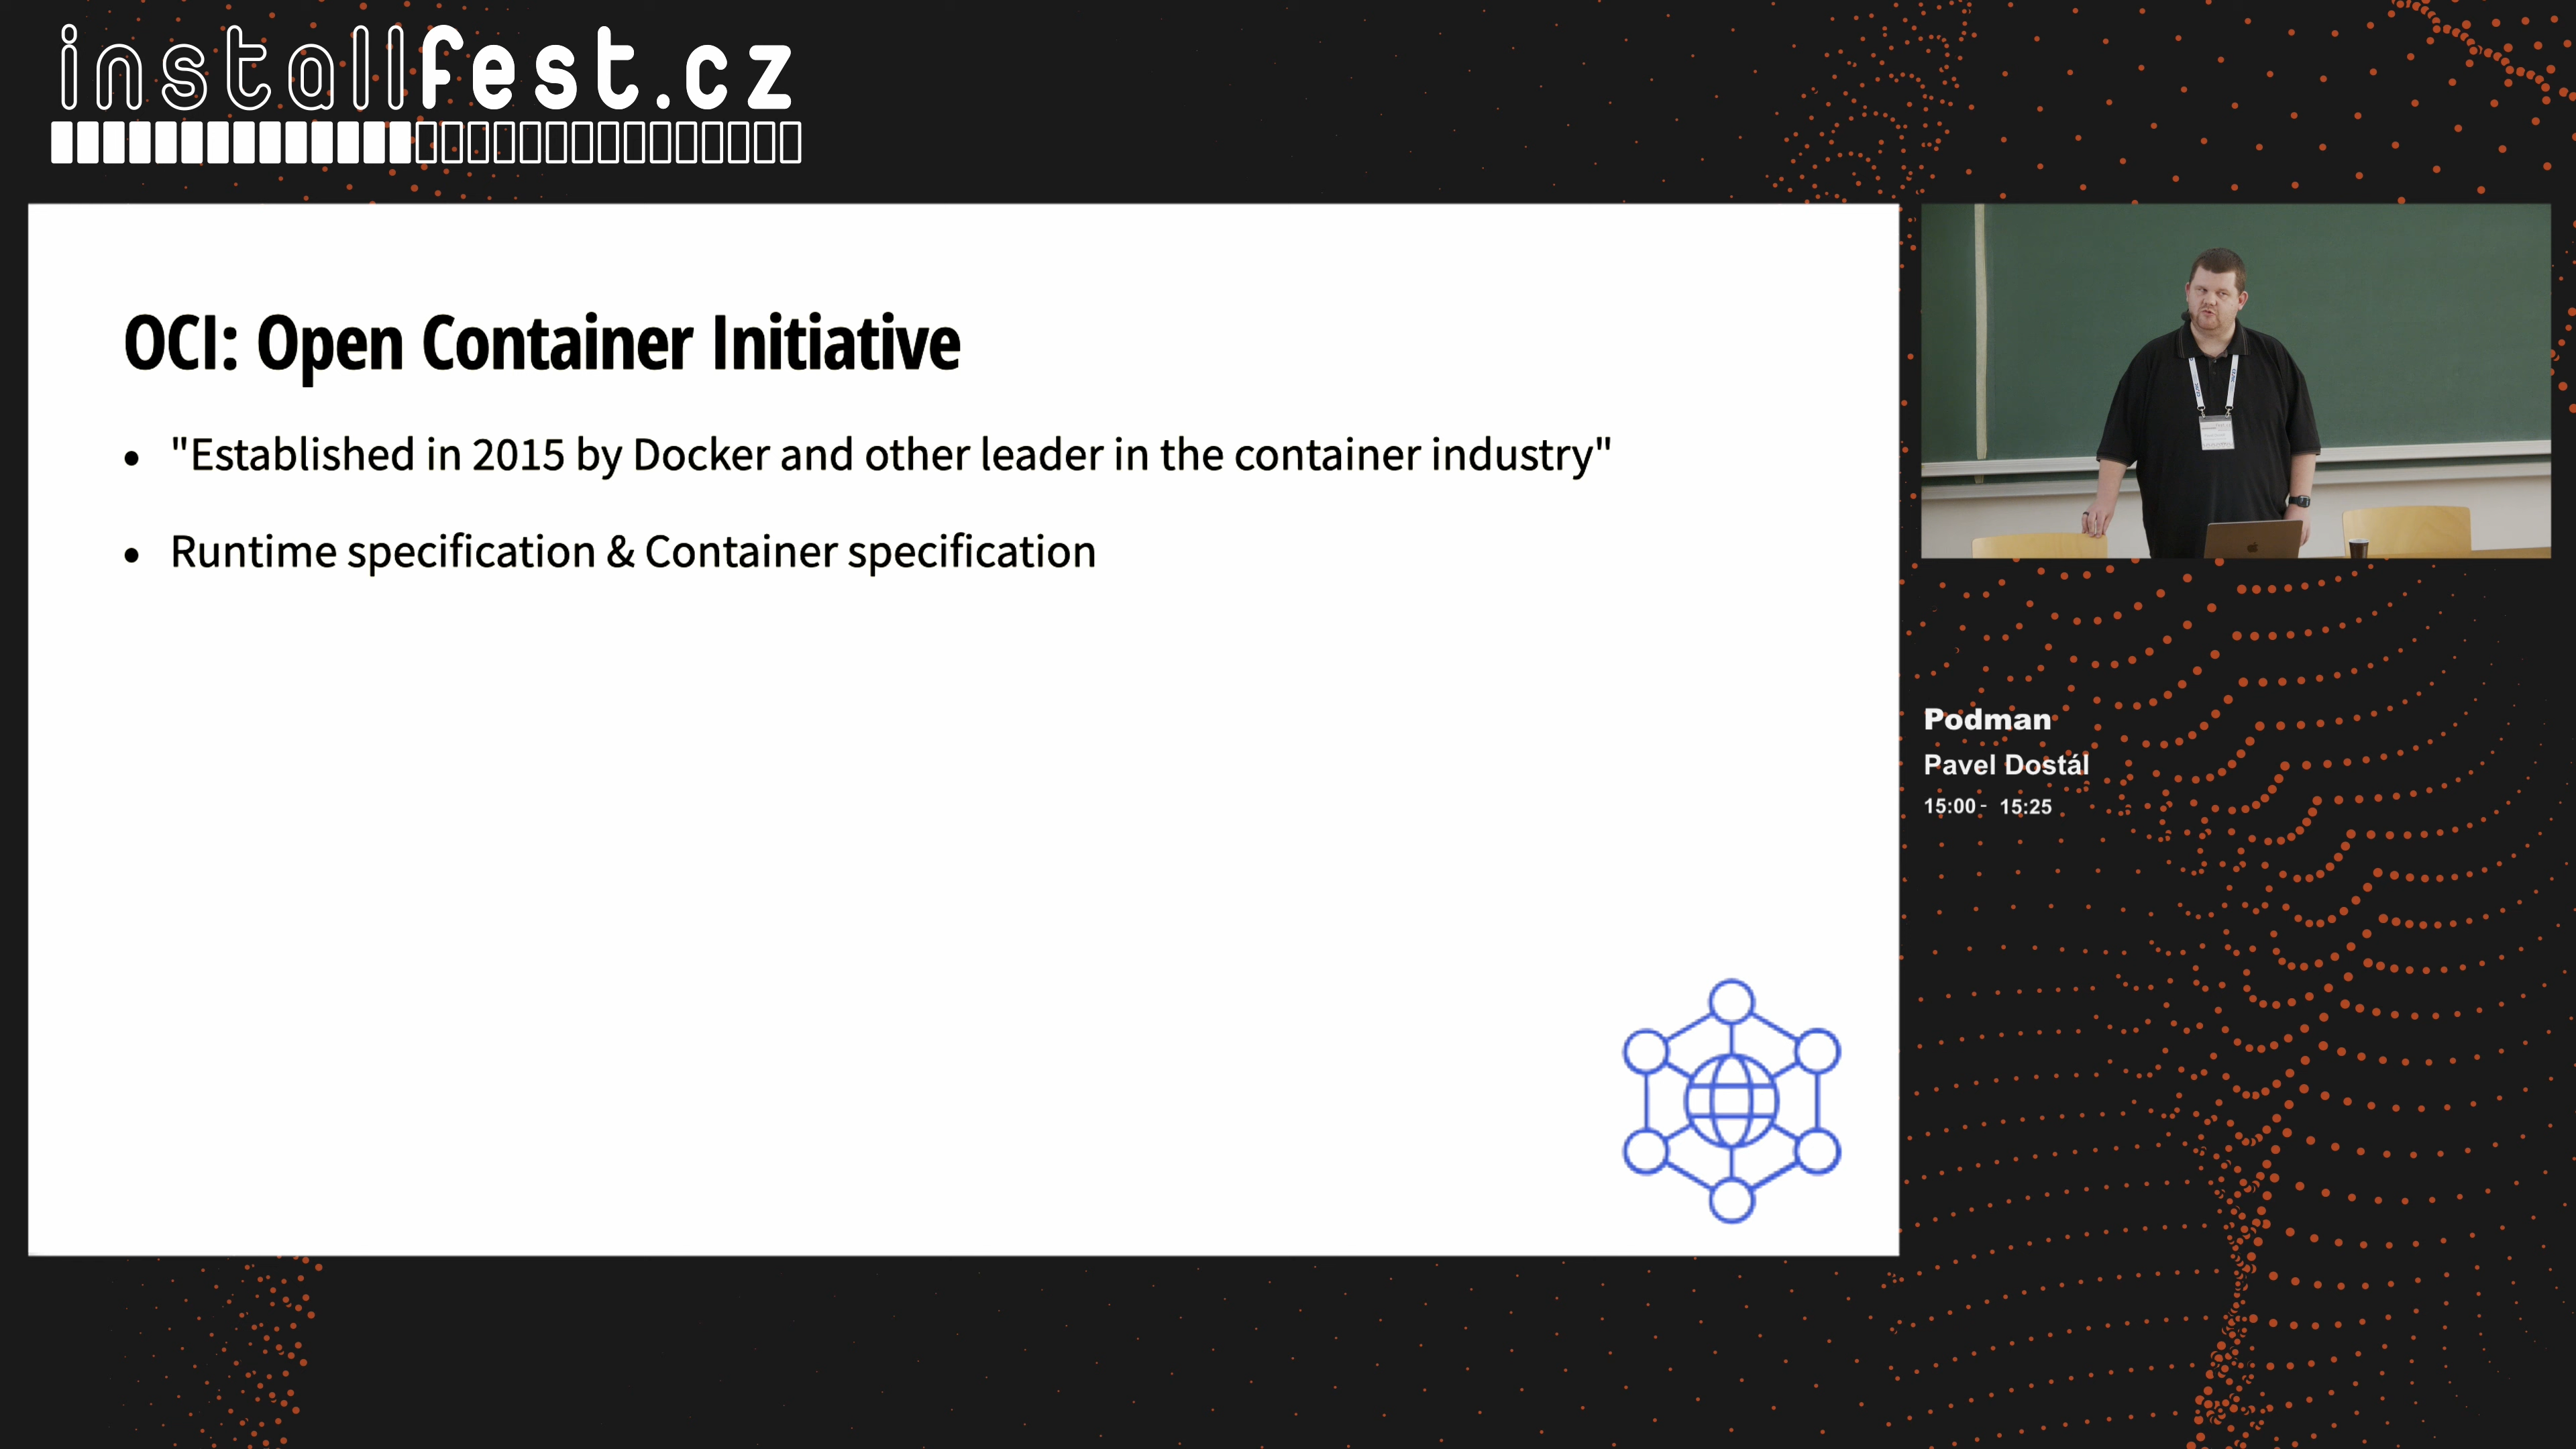 installfest.cz
OCI: Open Container Initiative
• "Established in 2015 by Docker and other leader in the container industry"
• Runtime specification & Container specification
Podman
Pavel Dostál
15:00 - 15:25